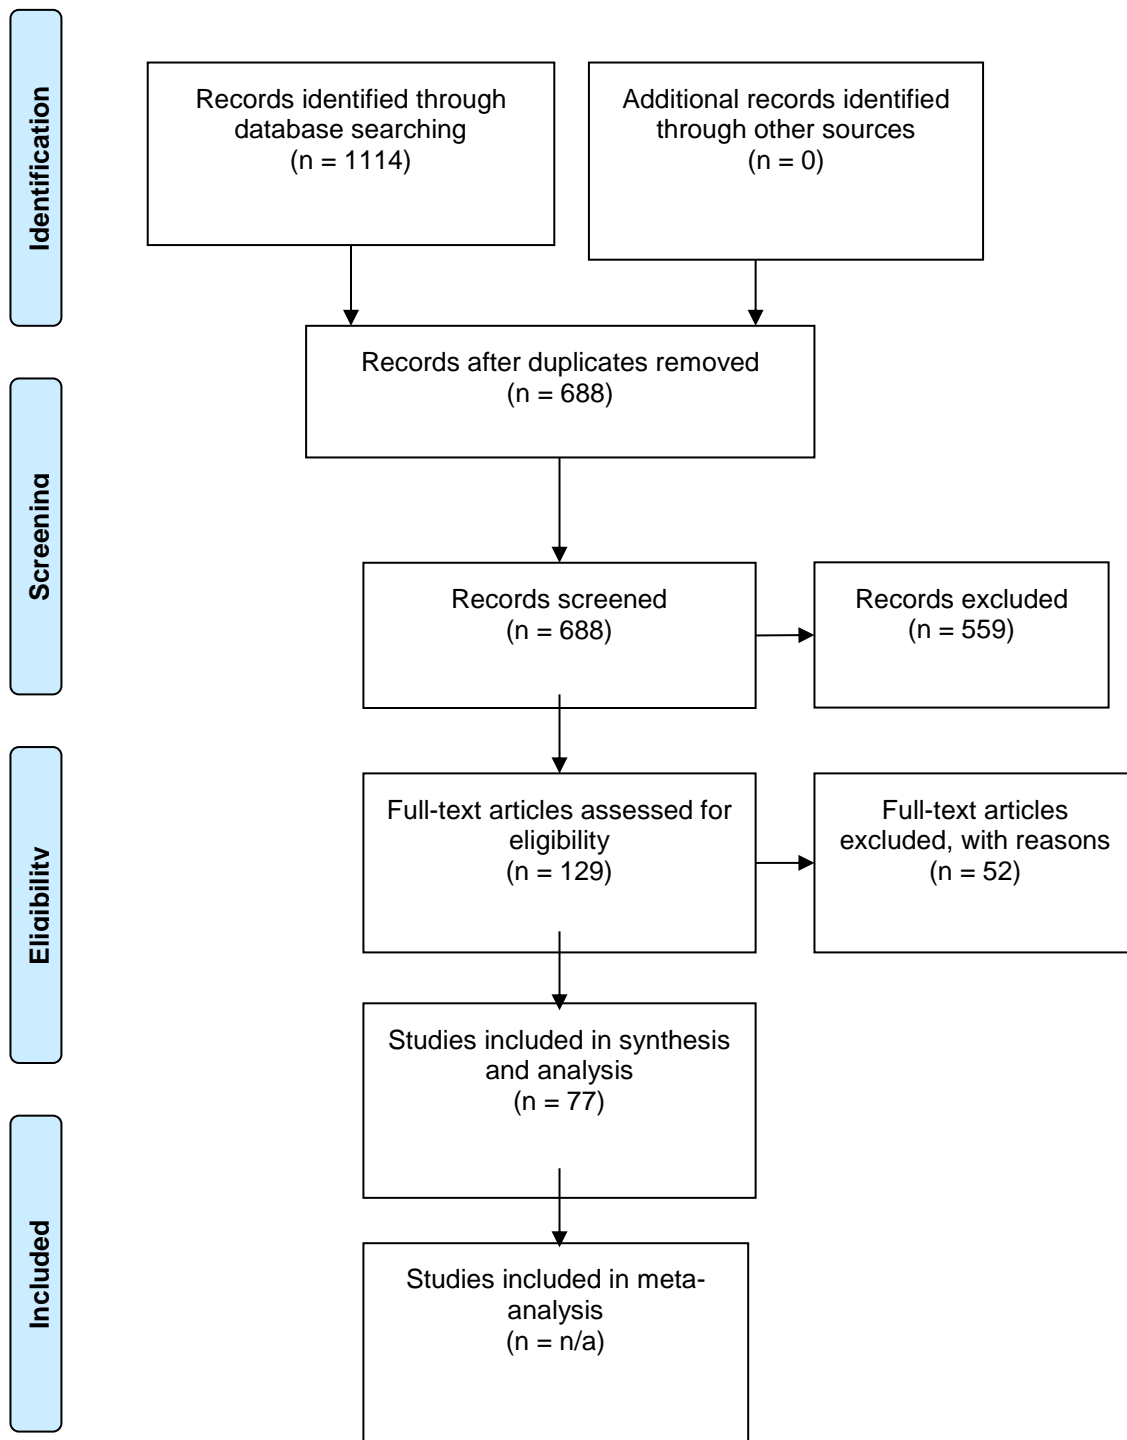 Identification
Records identified through
database searching
(n = 1114)
Additional records identified
through other sources
(n = 0)
Records after duplicates removed
(n = 688)
Screening
Records screened
(n = 688)
Records excluded
(n = 559)
Eligibility
Full-text articles assessed for
eligibility
(n = 129)
Full-text articles
excluded, with reasons
(n = 52)
Studies included in synthesis
and analysis
(n = 77)
Included
Studies included in meta-
analysis
(n = n/a)